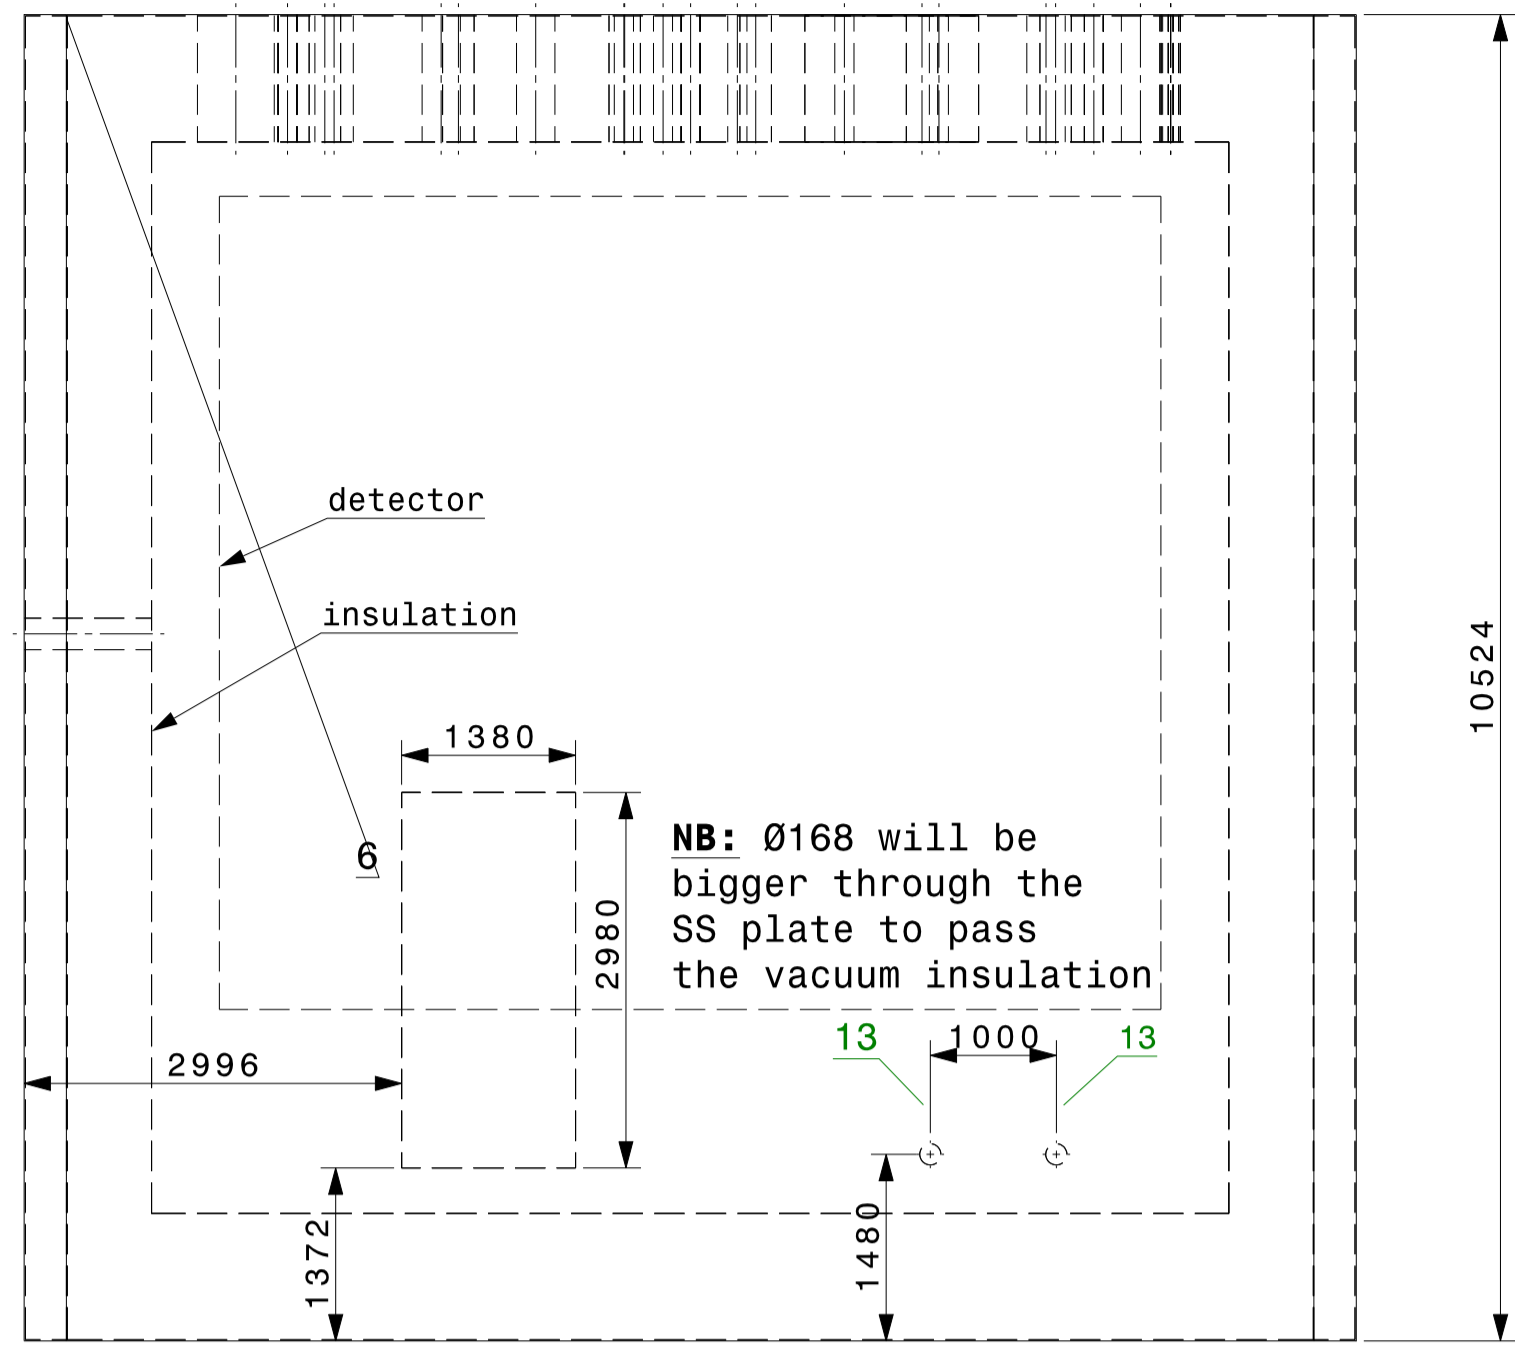 detector
insulation
10524
1380
6
2980
NB: Ø168 will be
bigger through the
SS plate to pass
the vacuum insulation
2996
13
1000
13
1372
1480